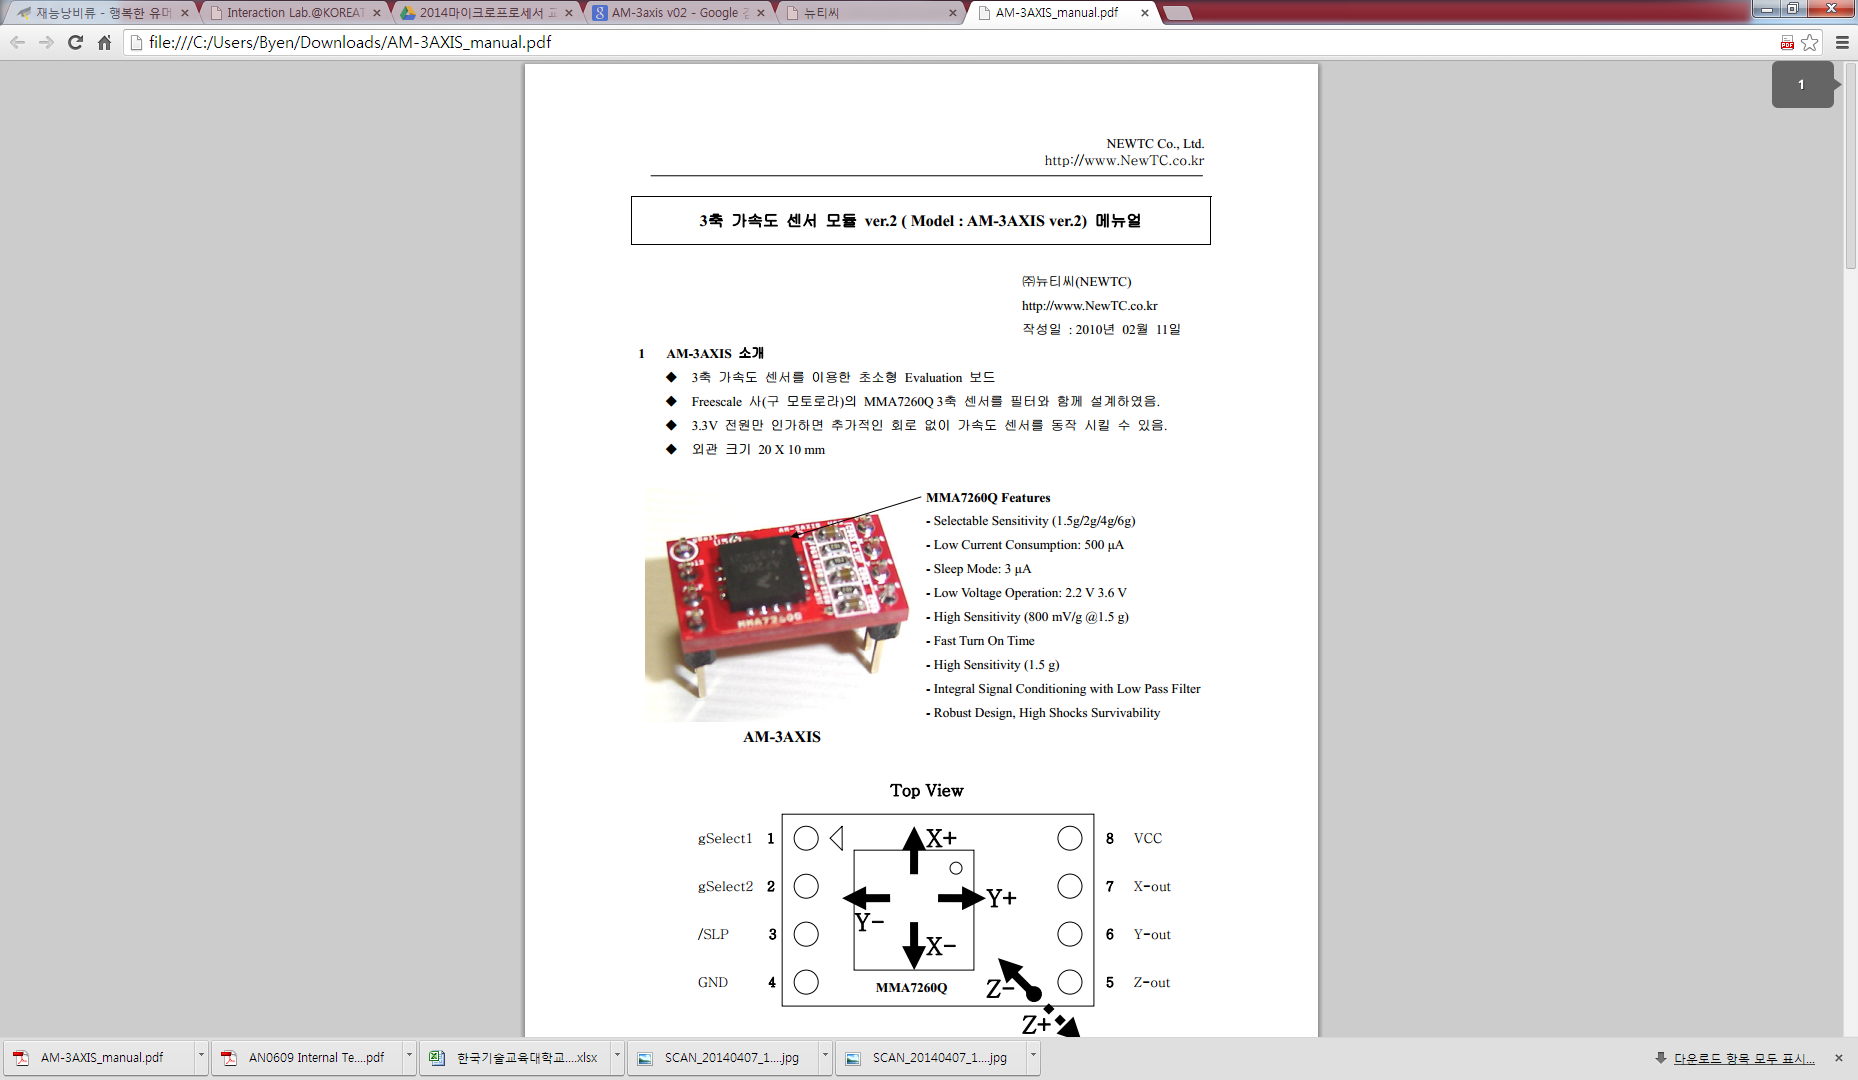 재능낭비류 - 행복한 유머
Interaction Lab.@KOREAT
2014마이크로프로세서 교
AM-3axis v02 - Google 검
뉴티씨
AM-3AXIS_manual.pdf
file:///C:/Users/Byen/Downloads/AM-3AXIS_manual.pdf
1
NEWTC Co., Ltd.
http://www.NewTC.co.kr
3축 가속도 센서 모듈 ver.2 ( Model : AM-3AXIS ver.2) 메뉴얼
㈜뉴티씨(NEWTC)
http://www.NewTC.co.kr
작성일 : 2010년 02월 11일
1 AM-3AXIS 소개
◆ 3축 가속도 센서를 이용한 초소형 Evaluation 보드
◆ Freescale 사(구 모토로라)의 MMA7260Q 3축 센서를 필터와 함께 설계하였음.
◆ 3.3V 전원만 인가하면 추가적인 회로 없이 가속도 센서를 동작 시킬 수 있음.
◆ 외관 크기 20 X 10 mm
MMA7260Q Features
- Selectable Sensitivity (1.5g/2g/4g/6g)
- Low Current Consumption: 500 μA
- Sleep Mode: 3 μA
- Low Voltage Operation: 2.2 V 3.6 V
- High Sensitivity (800 mV/g @1.5 g)
- Fast Turn On Time
- High Sensitivity (1.5 g)
- Integral Signal Conditioning with Low Pass Filter
- Robust Design, High Shocks Survivability
MMA7260Q
AM-3AXIS
Top View
gSelect1 1 X+ 8 VCC
gSelect2 2 Y- Y+ 7 X-out
/SLP 3 X- 6 Y-out
GND 4 MMA7260Q Z- 5 Z-out
Z+
AM-3AXIS_manual.pdf
AN0609 Internal Te....pdf
한국기술교육대학교....xlsx
SCAN_20140407_1....jpg
SCAN_20140407_1....jpg
다운로드 항목 모두 표시...